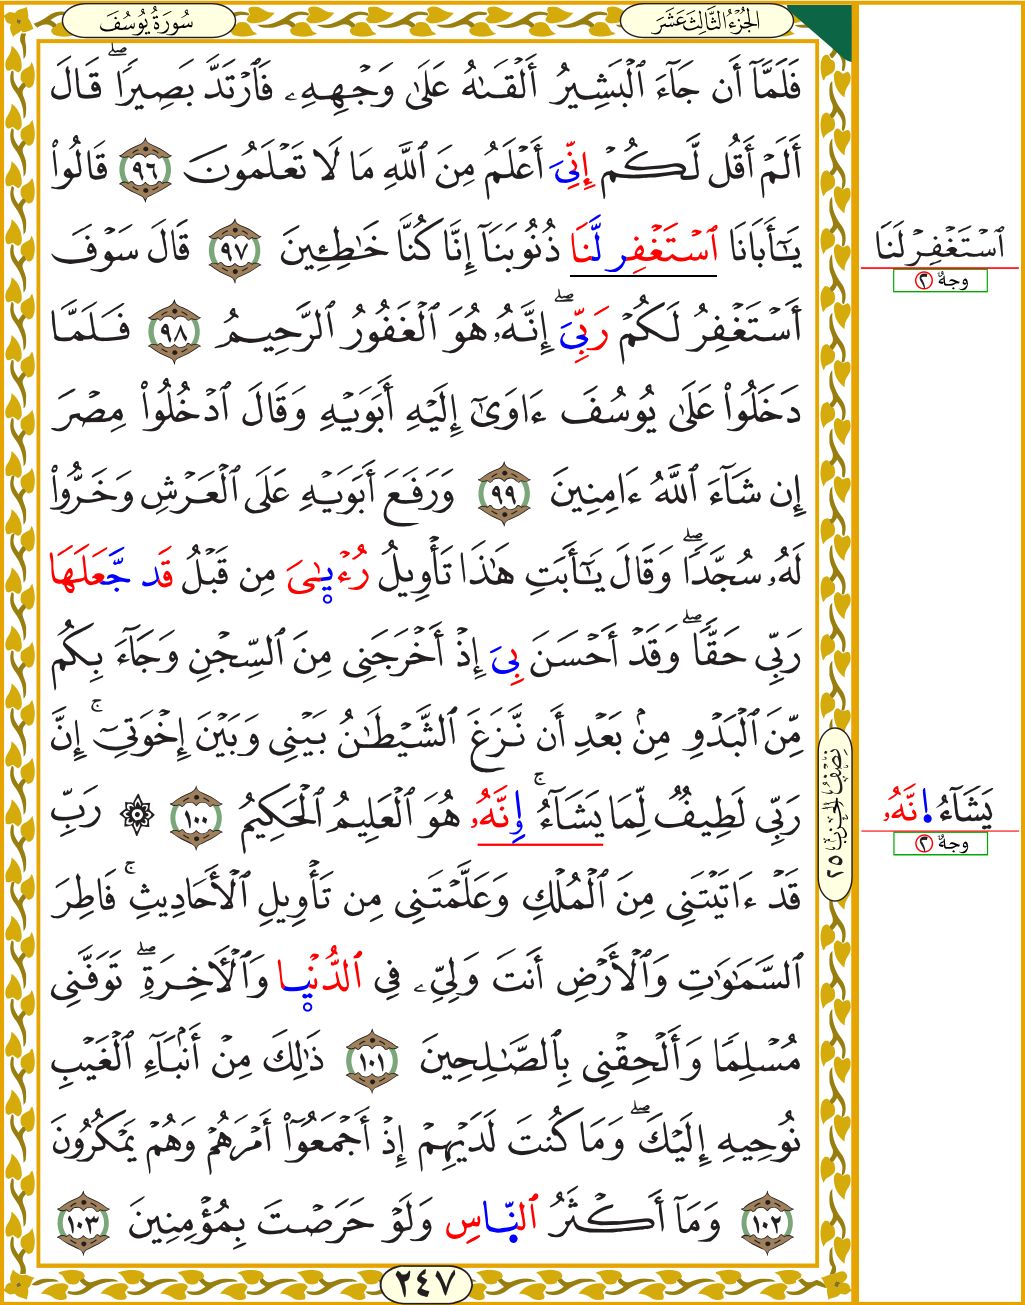 سُورَةُ يُوسُفَ
الجُزْءُ الثَّالِثَ عَشَرَ
فَلَمَّآ أَن جَآءَ ٱلْبَشِيرُ أَلْقَىٰهُ عَلَىٰ وَجْهِهِۦ فَٱرْتَدَّ بَصِيرًاۖ قَالَ
أَلَمْ أَقُل لَّكُمْ إِنِّىَ أَعْلَمُ مِنَ ٱللَّهِ مَا لَا تَعْلَمُونَ ٩٦ قَالُوا۟
يَـٰٓأَبَانَا ٱسْتَغْفِر لَّنَا ذُنُوبَنَآ إِنَّا كُنَّا خَـٰطِـِٔينَ ٩٧ قَالَ سَوْفَ
أَسْتَغْفِرُ لَكُمْ رَبِّىَۖ إِنَّهُۥ هُوَ ٱلْغَفُورُ ٱلرَّحِيمُ ٩٨ فَلَمَّا
دَخَلُوا۟ عَلَىٰ يُوسُفَ ءَاوَىٰٓ إِلَيْهِ أَبَوَيْهِ وَقَالَ ٱدْخُلُوا۟ مِصْرَ
إِن شَآءَ ٱللَّهُ ءَامِنِينَ ٩٩ وَرَفَعَ أَبَوَيْهِ عَلَى ٱلْعَرْشِ وَخَرُّوا۟
لَهُۥ سُجَّدًاۖ وَقَالَ يَـٰٓأَبَتِ هَـٰذَا تَأْوِيلُ رُءْيَـٰىَ مِن قَبْلُ قَد جَّعَلَهَا
رَبِّى حَقًّاۖ وَقَدْ أَحْسَنَ بِىَ إِذْ أَخْرَجَنِى مِنَ ٱلسِّجْنِ وَجَآءَ بِكُم
مِّنَ ٱلْبَدْوِ مِنۢ بَعْدِ أَن نَّزَغَ ٱلشَّيْطَـٰنُ بَيْنِى وَبَيْنَ إِخْوَتِىٓۚ إِنَّ
رَبِّى لَطِيفٌ لِّمَا يَشَآءُۚ وِنَّهُۥ هُوَ ٱلْعَلِيمُ ٱلْحَكِيمُ ١٠٠ ۞ رَبِّ
قَدْ ءَاتَيْتَنِى مِنَ ٱلْمُلْكِ وَعَلَّمْتَنِى مِن تَأْوِيلِ ٱلْأَحَادِيثِۚ فَاطِرَ
ٱلسَّمَـٰوَٰتِ وَٱلْأَرْضِ أَنتَ وَلِىِّۦ فِى ٱلدُّنْيَا وَٱلْـَٔاخِرَةِۖ تَوَفَّنِى
مُسْلِمًا وَأَلْحِقْنِى بِٱلصَّـٰلِحِينَ ١٠١ ذَٰلِكَ مِنْ أَنۢبَآءِ ٱلْغَيْبِ
نُوحِيهِ إِلَيْكَۖ وَمَا كُنتَ لَدَيْهِمْ إِذْ أَجْمَعُوٓا۟ أَمْرَهُمْ وَهُمْ يَمْكُرُونَ
١٠٢ وَمَآ أَكْثَرُ ٱلنَّاسِ وَلَوْ حَرَصْتَ بِمُؤْمِنِينَ ١٠٣
٢٤٧
ٱسْتَغْفِرْ لَنَا
وجهٌ ٢
نِصْفُ الحِزْبِ ٢٥
يَشَآءُ ٱ۪نَّهُۥ
وجهٌ ٢